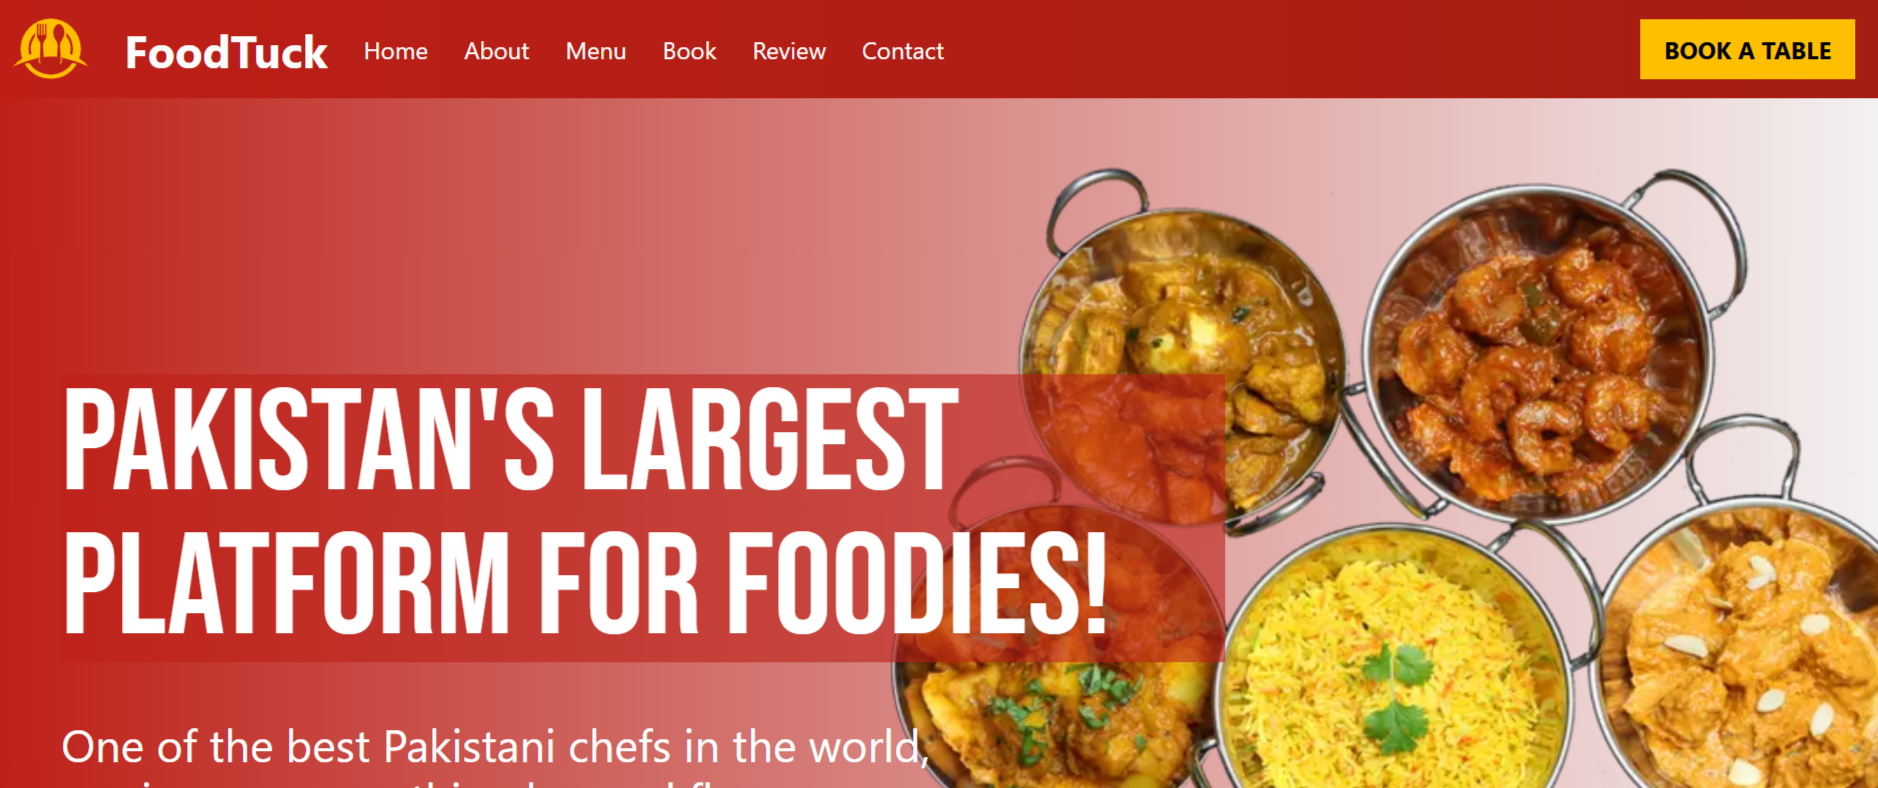 FoodTuck Home About Menu Book Review Contact BOOK A TABLE
PAKISTAN'S LARGEST
PLATFORM FOR FOODIES!
One of the best Pakistani chefs in the world,